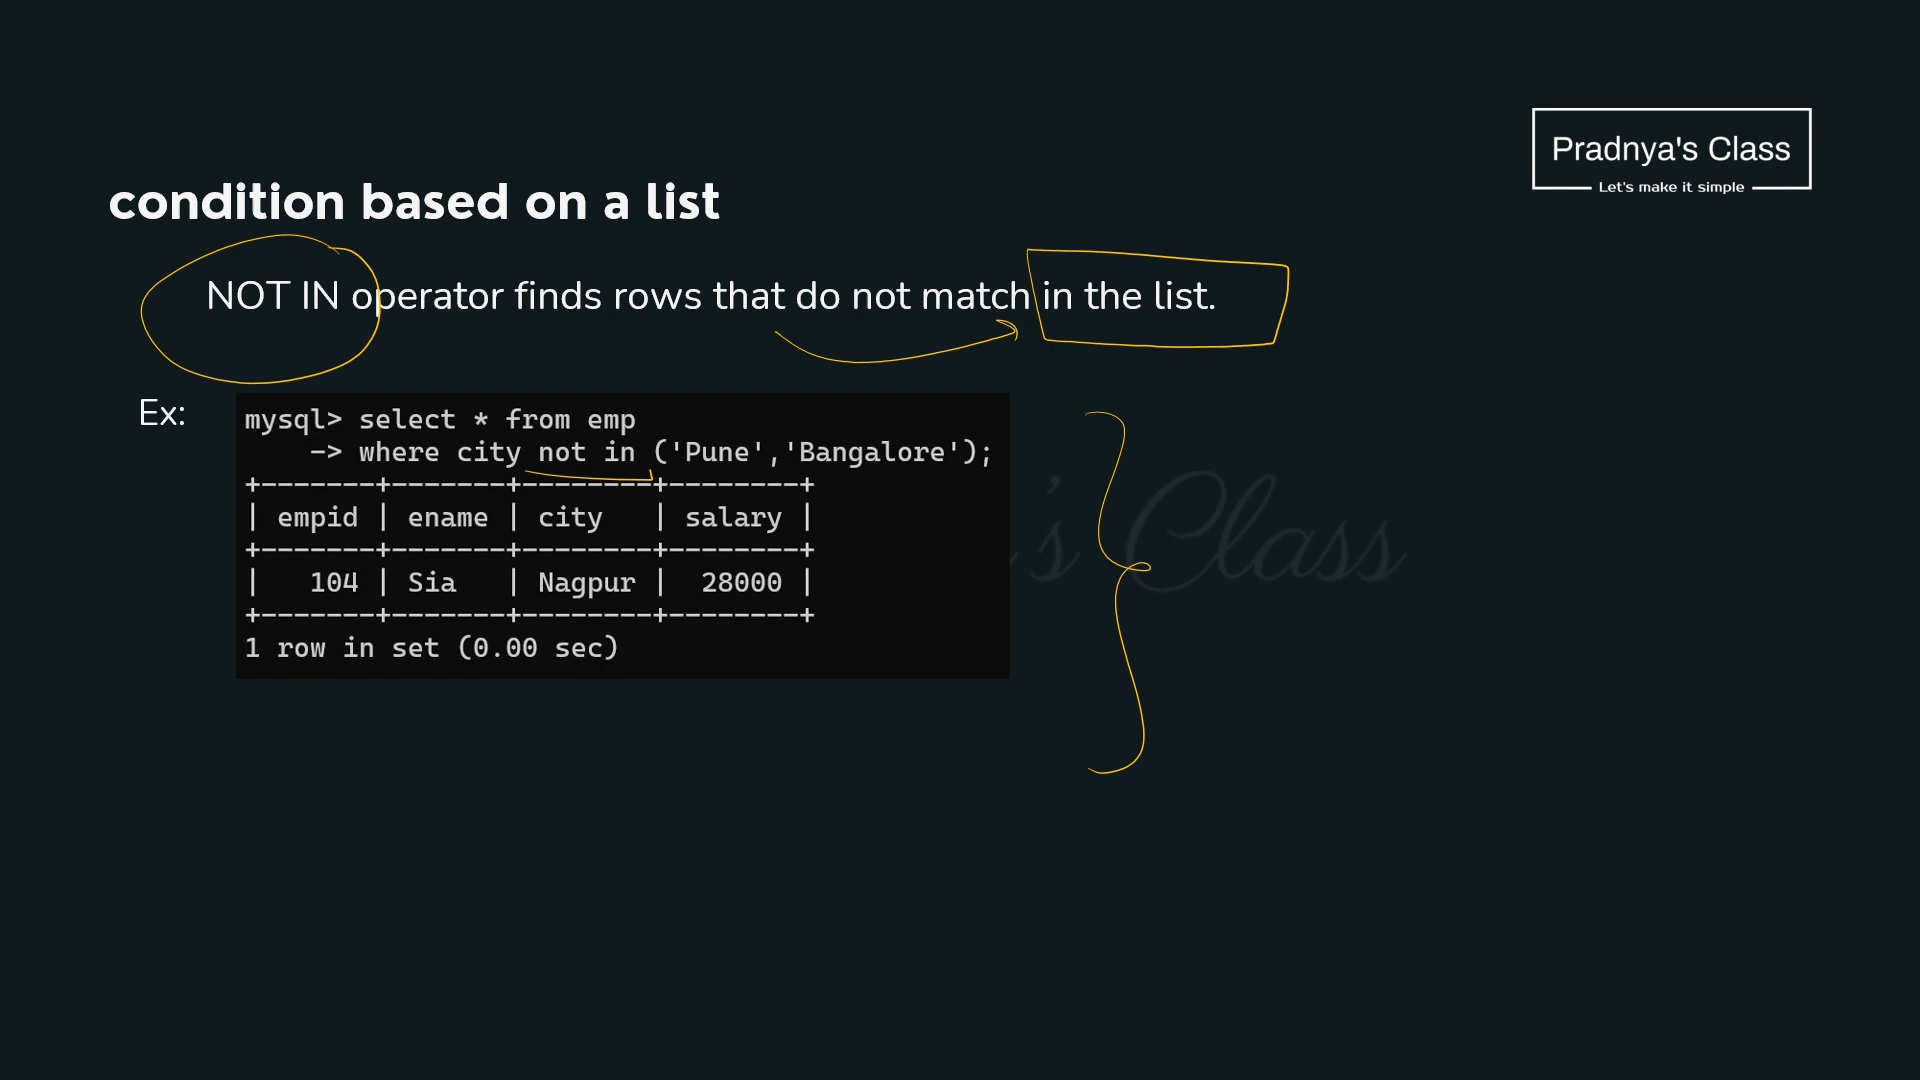 Pradnya's Class
Let's make it simple
condition based on a list
NOT IN operator finds rows that do not match in the list.
Ex:
mysql> select * from emp
    -> where city not in ('Pune','Bangalore');
+-------+-------+--------+--------+
| empid | ename | city   | salary |
+-------+-------+--------+--------+
|   104 | Sia   | Nagpur |  28000 |
+-------+-------+--------+--------+
1 row in set (0.00 sec)
's Class